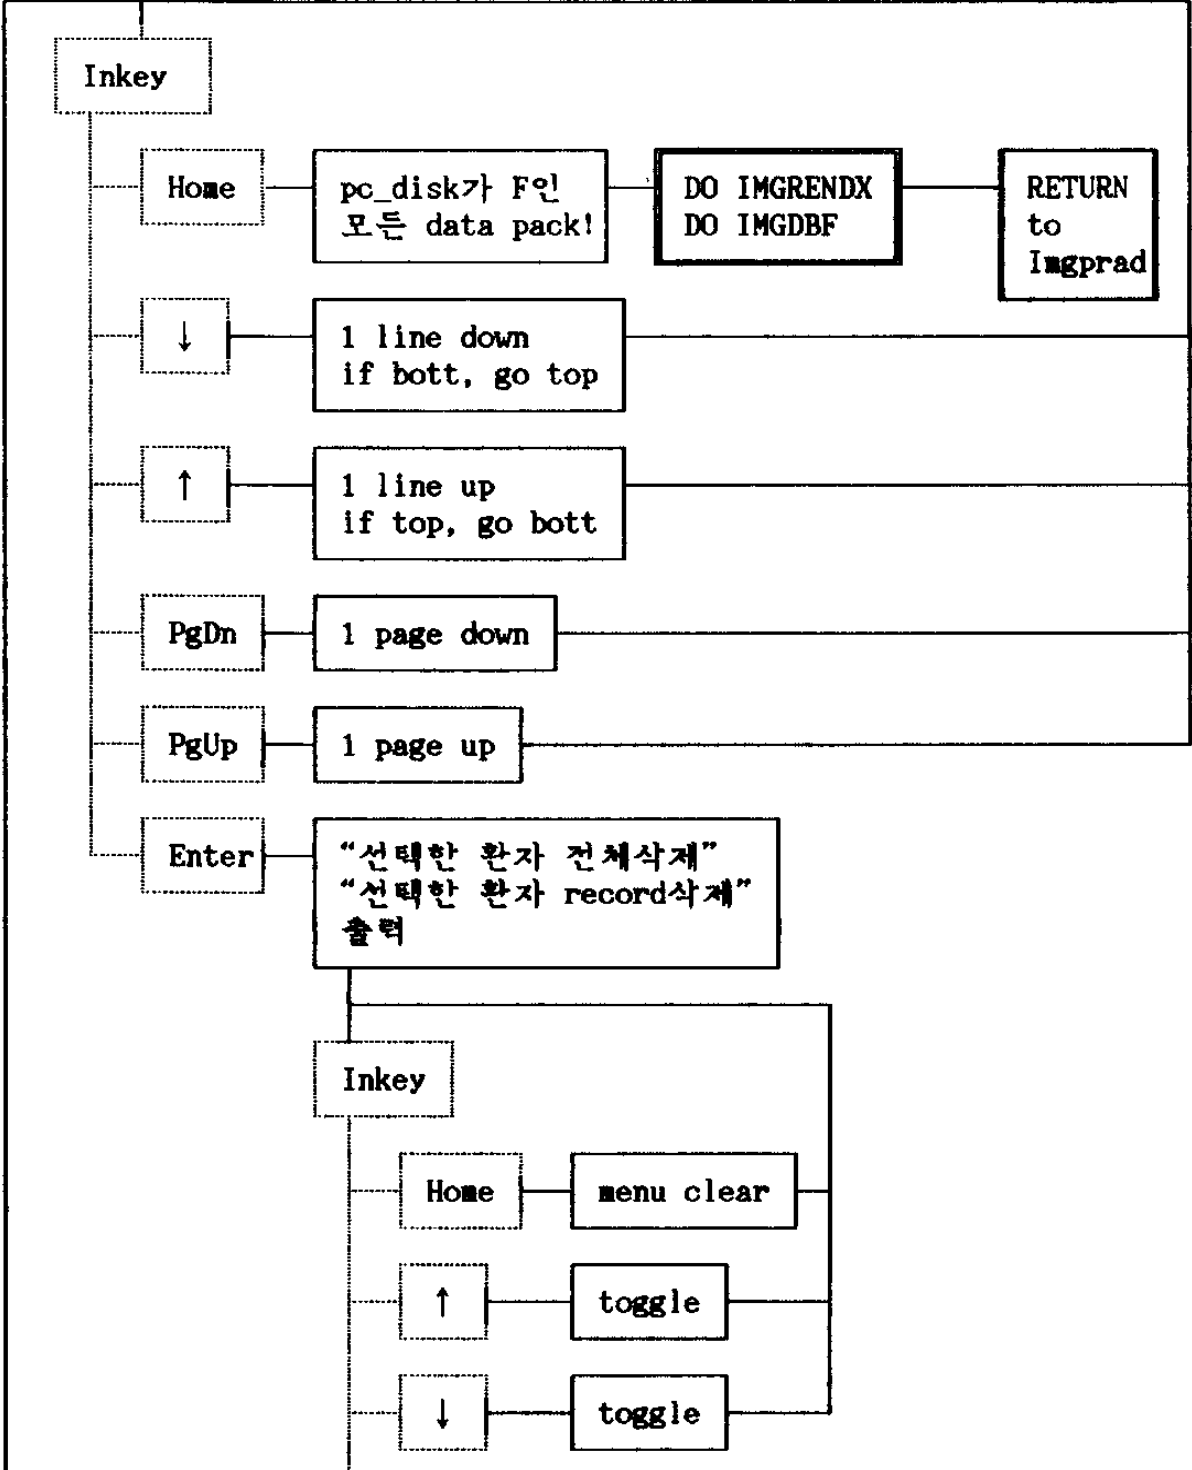 Inkey
Home
pc_disk가 F인
모든 data pack!
DO IMGRENDX
DO IMGDBF
RETURN
to
Imgprad
↓
1 line down
if bott, go top
↑
1 line up
if top, go bott
PgDn
1 page down
PgUp
1 page up
Enter
“선택한 환자 전체삭제”
“선택한 환자 record삭제”
출력
Inkey
Home
menu clear
↑
toggle
↓
toggle